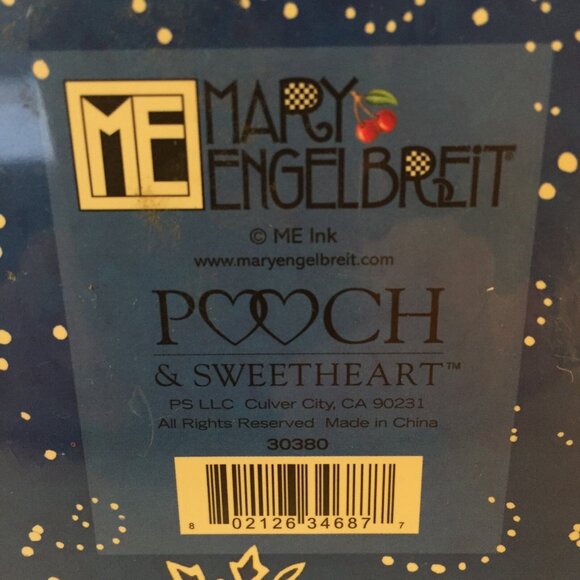 ME MARY
ENGELBREIT®
© ME Ink
www.maryengelbreit.com
POOCH
& SWEETHEART™
PS LLC Culver City, CA 90231
All Rights Reserved Made in China
30380
8 02126 34687 7